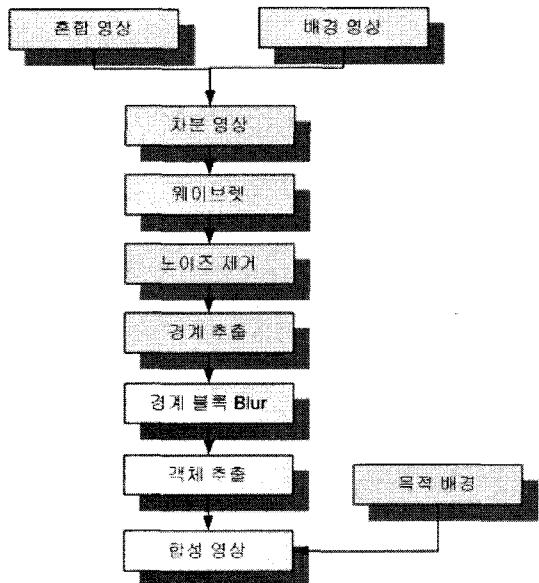 혼합 영상
배경 영상
차분 영상
웨이브렛
노이즈 제거
경계 추출
경계 블록 Blur
객체 추출
목적 배경
합성 영상